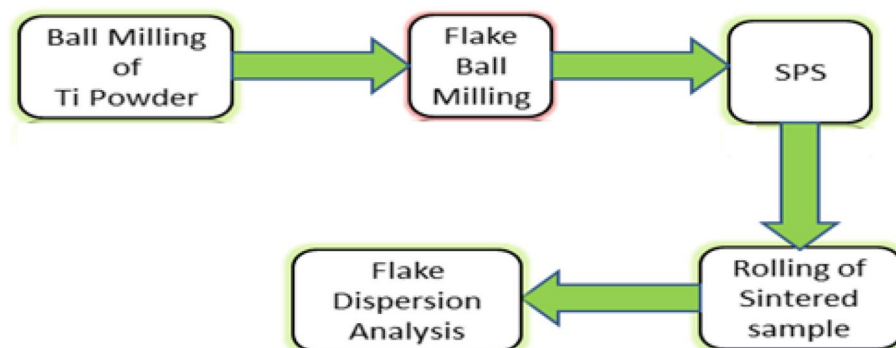 Ball Milling
of
Ti Powder
Flake
Ball
Milling
SPS
Rolling of
Sintered
sample
Flake
Dispersion
Analysis